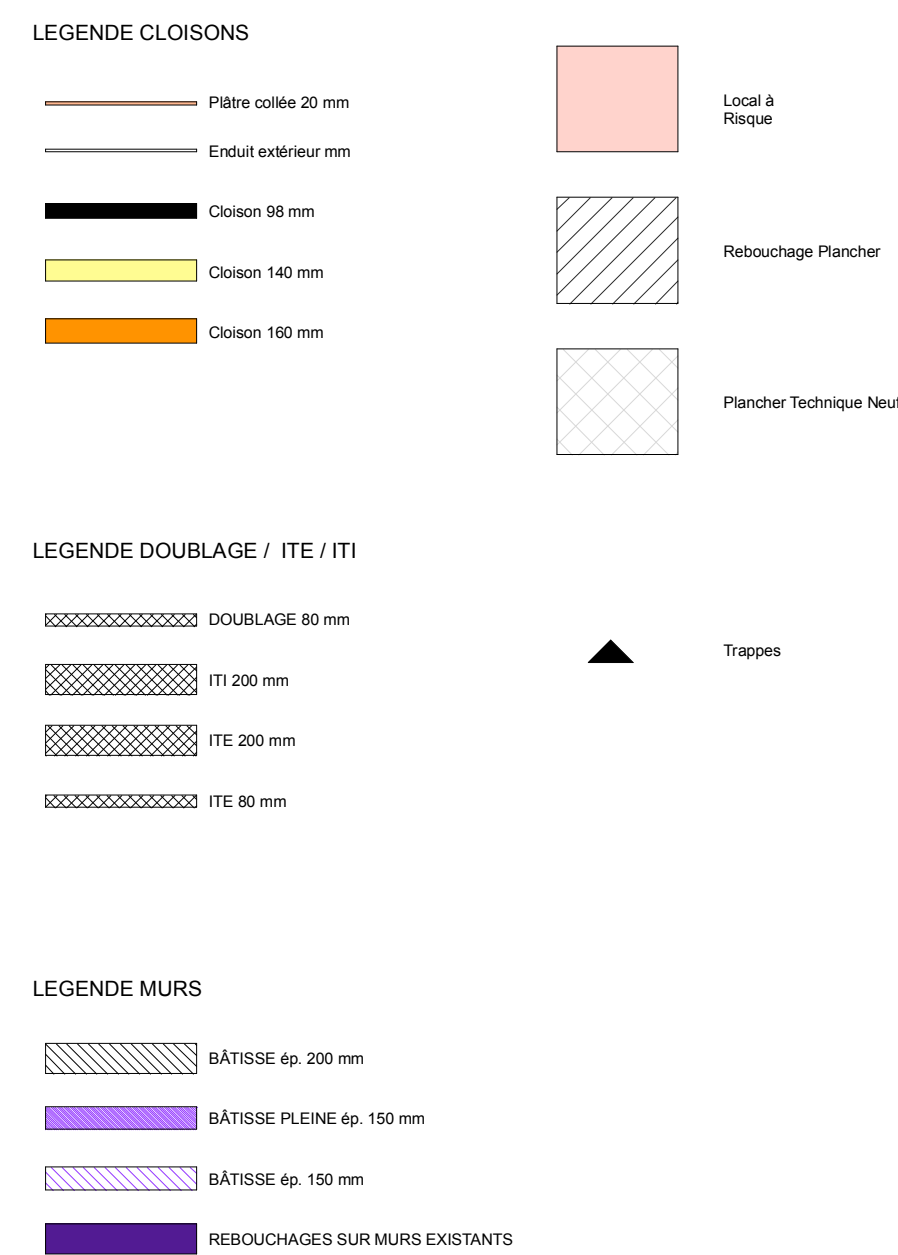 LEGENDE CLOISONS
Plâtre collée 20 mm
Enduit extérieur mm
Cloison 98 mm
Cloison 140 mm
Cloison 160 mm
Local à
Risque
Rebouchage Plancher
Plancher Technique Neuf
LEGENDE DOUBLAGE / ITE / ITI
DOUBLAGE 80 mm
ITI 200 mm
ITE 200 mm
ITE 80 mm
Trappes
LEGENDE MURS
BÂTISSE ép. 200 mm
BÂTISSE PLEINE ép. 150 mm
BÂTISSE ép. 150 mm
REBOUCHAGES SUR MURS EXISTANTS